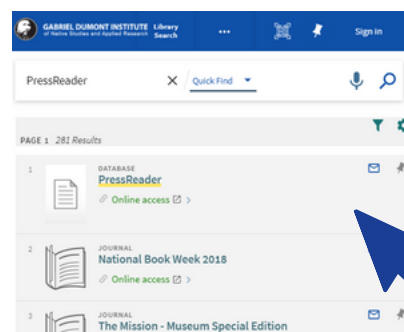 GABRIEL DUMONT INSTITUTE Library
of Native Studies and Applied Research Search
Sign in
PressReader
Quick Find
PAGE 1 281 Results
1
DATABASE
PressReader
Online access
2
JOURNAL
National Book Week 2018
Online access
3
JOURNAL
The Mission - Museum Special Edition